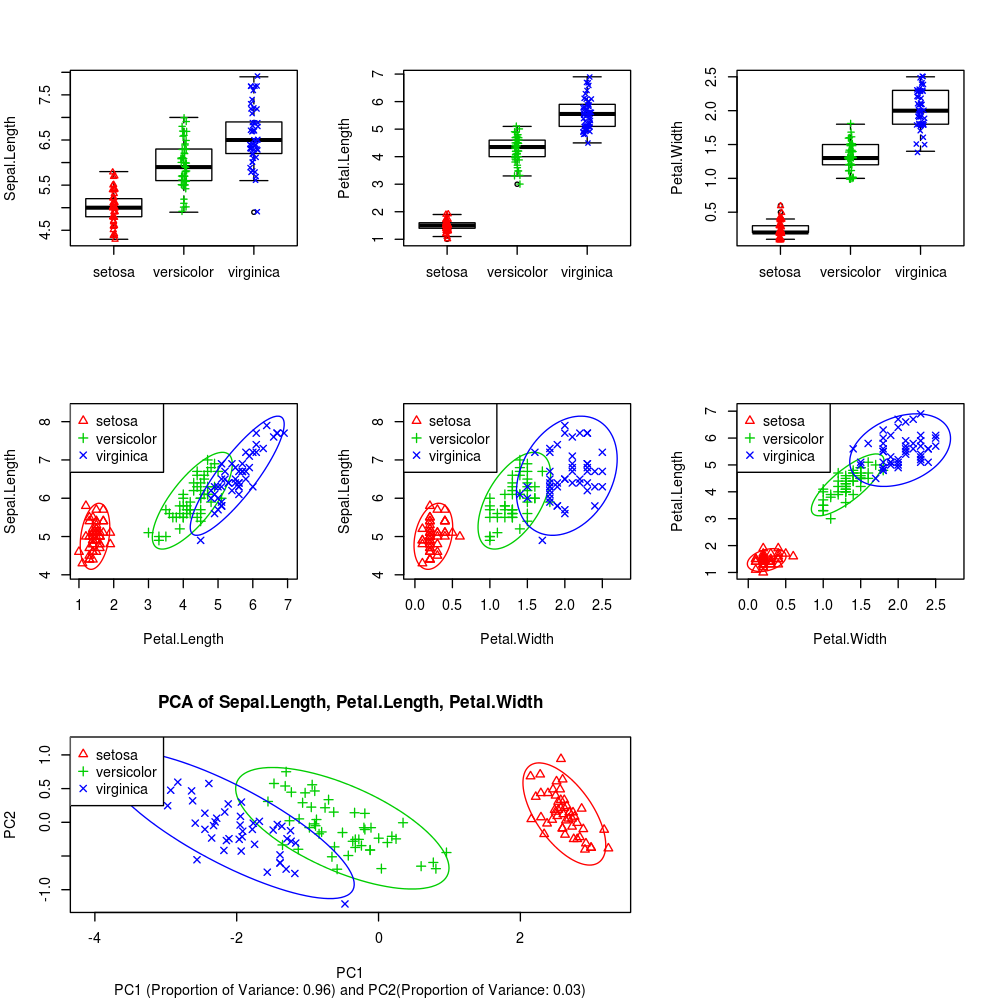 Sepal.Length
4.5 5.5 6.5 7.5
setosa versicolor virginica
Petal.Length
1 2 3 4 5 6 7
setosa versicolor virginica
Petal.Width
0.5 1.0 1.5 2.0 2.5
setosa versicolor virginica
setosa
versicolor
virginica
Sepal.Length
4 5 6 7 8
1 2 3 4 5 6 7
Petal.Length
setosa
versicolor
virginica
Sepal.Length
4 5 6 7 8
0.0 0.5 1.0 1.5 2.0 2.5
Petal.Width
setosa
versicolor
virginica
Petal.Length
1 2 3 4 5 6 7
0.0 0.5 1.0 1.5 2.0 2.5
Petal.Width
PCA of Sepal.Length, Petal.Length, Petal.Width
setosa
versicolor
virginica
PC2
-1.0 0.0 0.5 1.0
-4 -2 0 2
PC1
PC1 (Proportion of Variance: 0.96) and PC2(Proportion of Variance: 0.03)